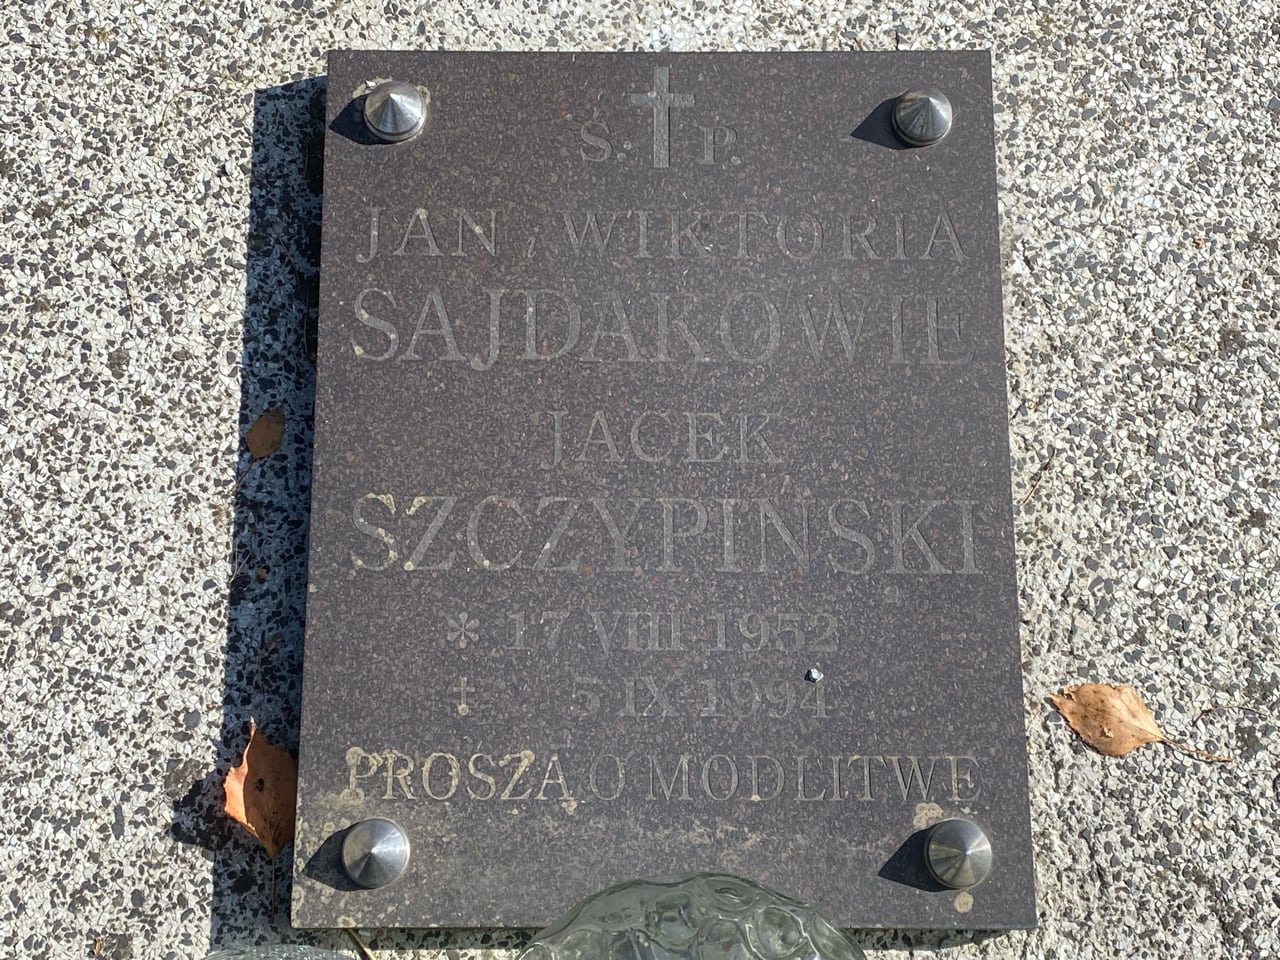 S. P.
JAN i WIKTORIA
SAJDAKOWIE
JACEK
SZCZYPIŃSKI
* 17 VIII 1952
† 5 IX 1994
PROSZĄ O MODLITWĘ